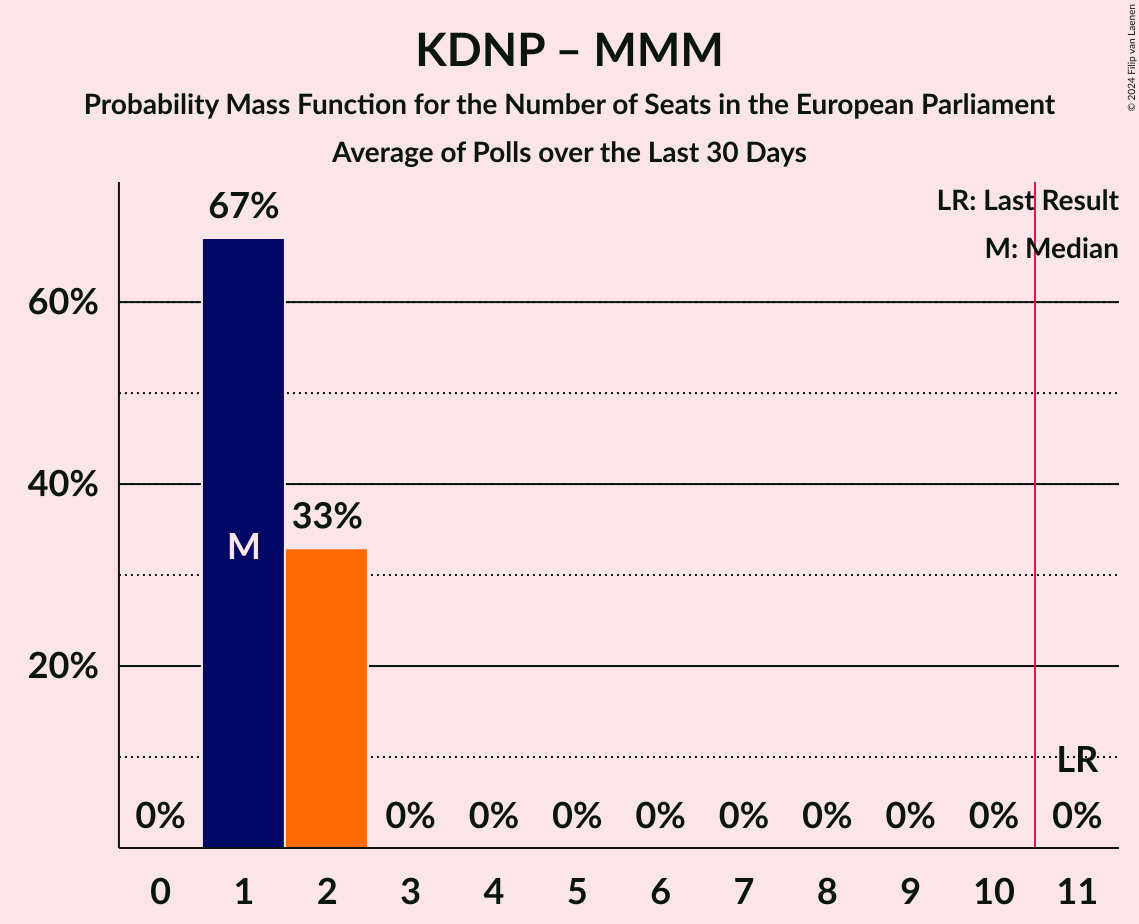 KDNP – MMM
Probability Mass Function for the Number of Seats in the European Parliament
Average of Polls over the Last 30 Days
© 2024 Filip van Laenen
LR: Last Result
M: Median
67%
60%
40%
33%
M
20%
LR
0% 0% 0% 0% 0% 0% 0% 0% 0% 0%
0 1 2 3 4 5 6 7 8 9 10 11